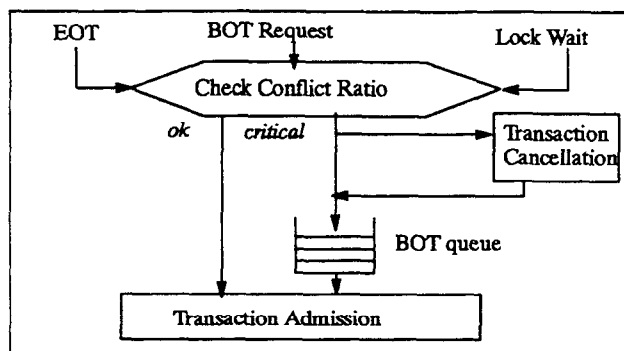 EOT
BOT Request
Lock Wait
Check Conflict Ratio
ok
critical
Transaction
Cancellation
BOT queue
Transaction Admission